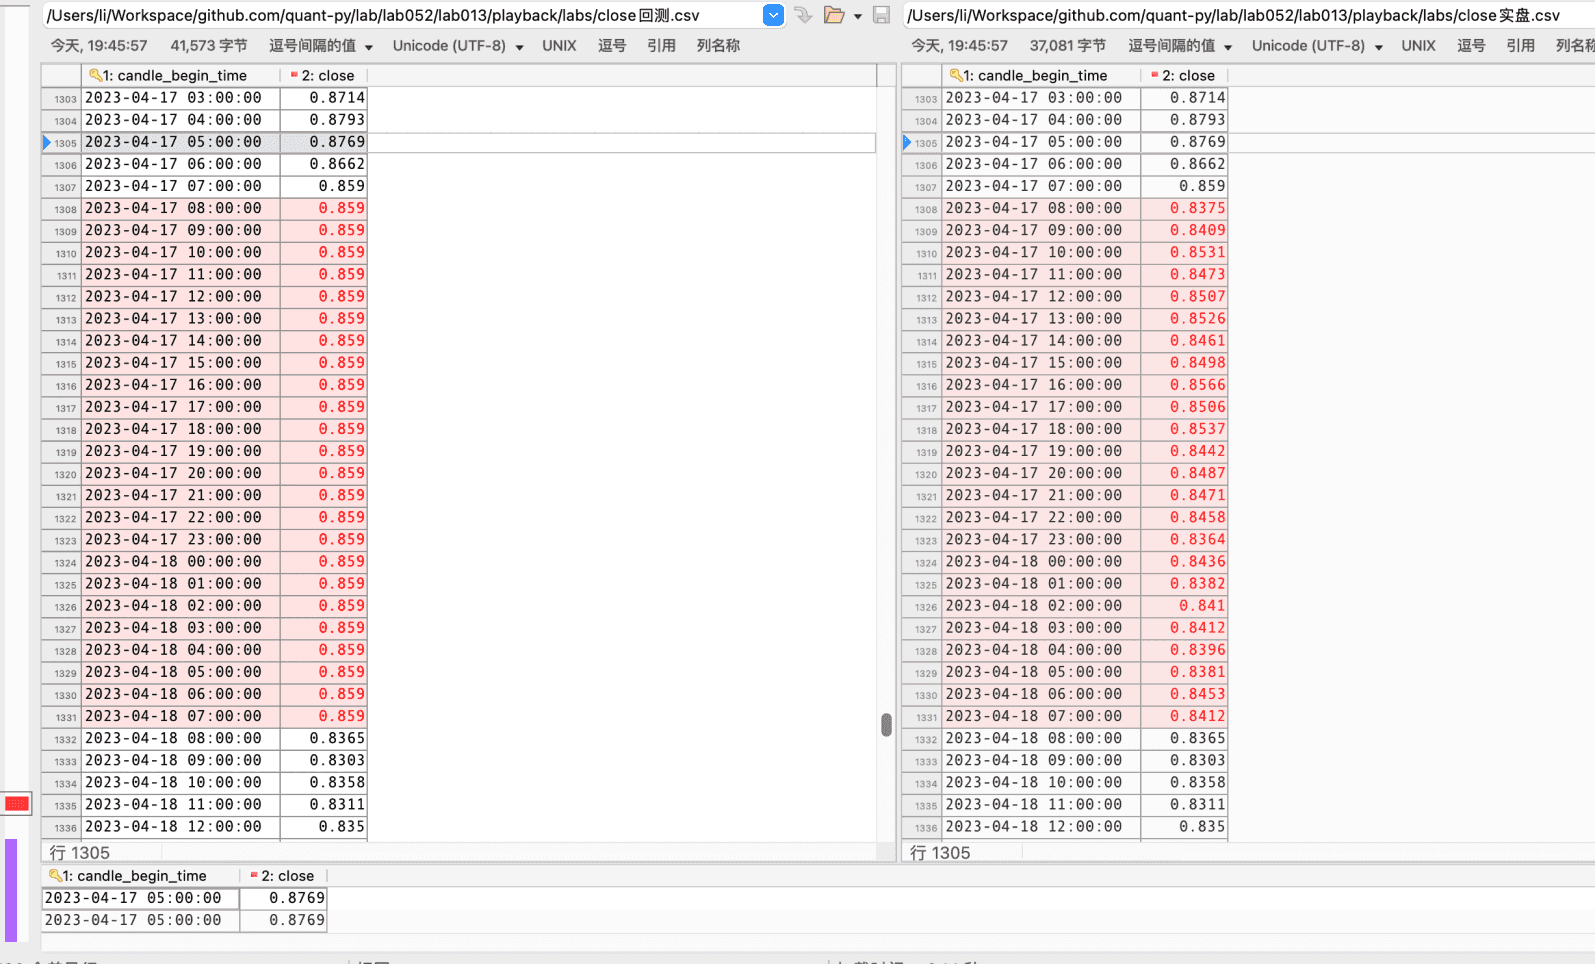 /Users/li/Workspace/github.com/quant-py/lab/lab052/lab013/playback/labs/close回测.csv
今天, 19:45:57 41,573 字节 逗号间隔的值 Unicode (UTF-8) UNIX 逗号 引用 列名称
1: candle_begin_time 2: close
1303 2023-04-17 03:00:00 0.8714
1304 2023-04-17 04:00:00 0.8793
1305 2023-04-17 05:00:00 0.8769
1306 2023-04-17 06:00:00 0.8662
1307 2023-04-17 07:00:00 0.859
1308 2023-04-17 08:00:00 0.859
1309 2023-04-17 09:00:00 0.859
1310 2023-04-17 10:00:00 0.859
1311 2023-04-17 11:00:00 0.859
1312 2023-04-17 12:00:00 0.859
1313 2023-04-17 13:00:00 0.859
1314 2023-04-17 14:00:00 0.859
1315 2023-04-17 15:00:00 0.859
1316 2023-04-17 16:00:00 0.859
1317 2023-04-17 17:00:00 0.859
1318 2023-04-17 18:00:00 0.859
1319 2023-04-17 19:00:00 0.859
1320 2023-04-17 20:00:00 0.859
1321 2023-04-17 21:00:00 0.859
1322 2023-04-17 22:00:00 0.859
1323 2023-04-17 23:00:00 0.859
1324 2023-04-18 00:00:00 0.859
1325 2023-04-18 01:00:00 0.859
1326 2023-04-18 02:00:00 0.859
1327 2023-04-18 03:00:00 0.859
1328 2023-04-18 04:00:00 0.859
1329 2023-04-18 05:00:00 0.859
1330 2023-04-18 06:00:00 0.859
1331 2023-04-18 07:00:00 0.859
1332 2023-04-18 08:00:00 0.8365
1333 2023-04-18 09:00:00 0.8303
1334 2023-04-18 10:00:00 0.8358
1335 2023-04-18 11:00:00 0.8311
1336 2023-04-18 12:00:00 0.835
行 1305
/Users/li/Workspace/github.com/quant-py/lab/lab052/lab013/playback/labs/close实盘.csv
今天, 19:45:57 37,081 字节 逗号间隔的值 Unicode (UTF-8) UNIX 逗号 引用 列名称
1: candle_begin_time 2: close
1303 2023-04-17 03:00:00 0.8714
1304 2023-04-17 04:00:00 0.8793
1305 2023-04-17 05:00:00 0.8769
1306 2023-04-17 06:00:00 0.8662
1307 2023-04-17 07:00:00 0.859
1308 2023-04-17 08:00:00 0.8375
1309 2023-04-17 09:00:00 0.8409
1310 2023-04-17 10:00:00 0.8531
1311 2023-04-17 11:00:00 0.8473
1312 2023-04-17 12:00:00 0.8507
1313 2023-04-17 13:00:00 0.8526
1314 2023-04-17 14:00:00 0.8461
1315 2023-04-17 15:00:00 0.8498
1316 2023-04-17 16:00:00 0.8566
1317 2023-04-17 17:00:00 0.8506
1318 2023-04-17 18:00:00 0.8537
1319 2023-04-17 19:00:00 0.8442
1320 2023-04-17 20:00:00 0.8487
1321 2023-04-17 21:00:00 0.8471
1322 2023-04-17 22:00:00 0.8458
1323 2023-04-17 23:00:00 0.8364
1324 2023-04-18 00:00:00 0.8436
1325 2023-04-18 01:00:00 0.8382
1326 2023-04-18 02:00:00 0.841
1327 2023-04-18 03:00:00 0.8412
1328 2023-04-18 04:00:00 0.8396
1329 2023-04-18 05:00:00 0.8381
1330 2023-04-18 06:00:00 0.8453
1331 2023-04-18 07:00:00 0.8412
1332 2023-04-18 08:00:00 0.8365
1333 2023-04-18 09:00:00 0.8303
1334 2023-04-18 10:00:00 0.8358
1335 2023-04-18 11:00:00 0.8311
1336 2023-04-18 12:00:00 0.835
行 1305
1: candle_begin_time 2: close
2023-04-17 05:00:00 0.8769
2023-04-17 05:00:00 0.8769